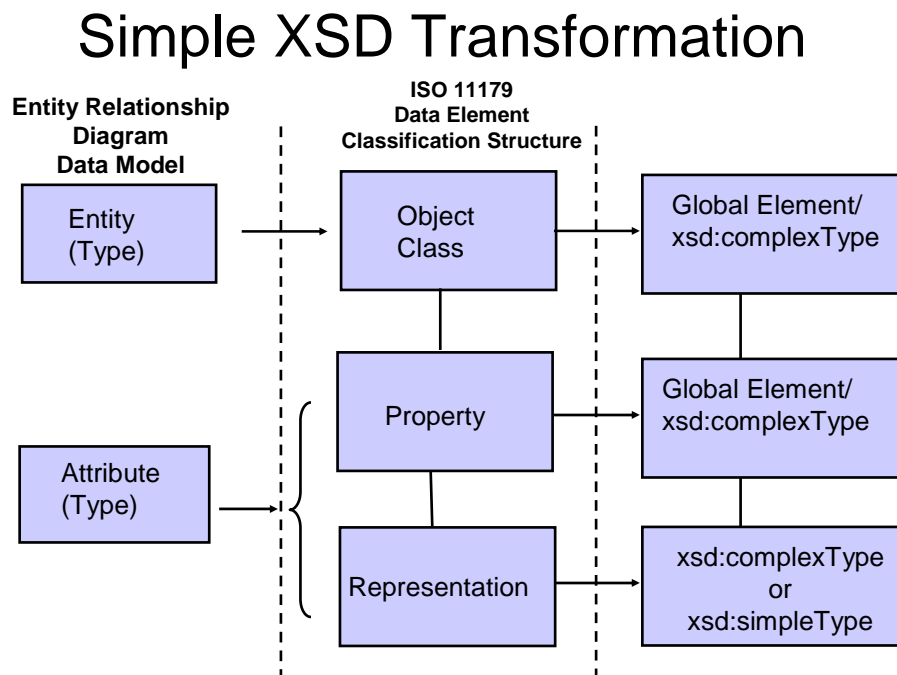 Simple XSD Transformation
Entity Relationship
Diagram
Data Model
ISO 11179
Data Element
Classification Structure
Entity
(Type)
Object
Class
Global Element/
xsd:complexType
Property
Global Element/
xsd:complexType
Attribute
(Type)
Representation
xsd:complexType
or
xsd:simpleType